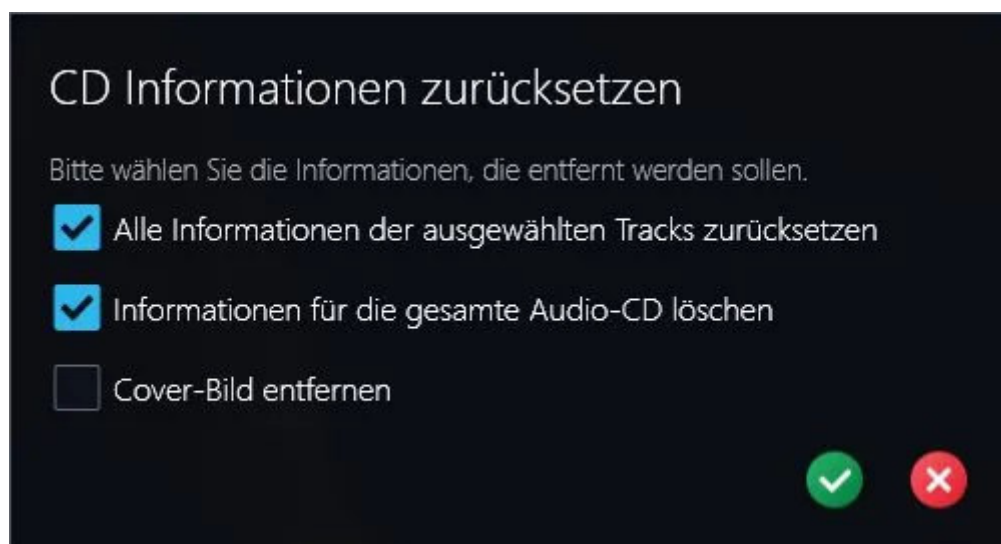 CD Informationen zurücksetzen
Bitte wählen Sie die Informationen, die entfernt werden sollen.
Alle Informationen der ausgewählten Tracks zurücksetzen
Informationen für die gesamte Audio-CD löschen
Cover-Bild entfernen